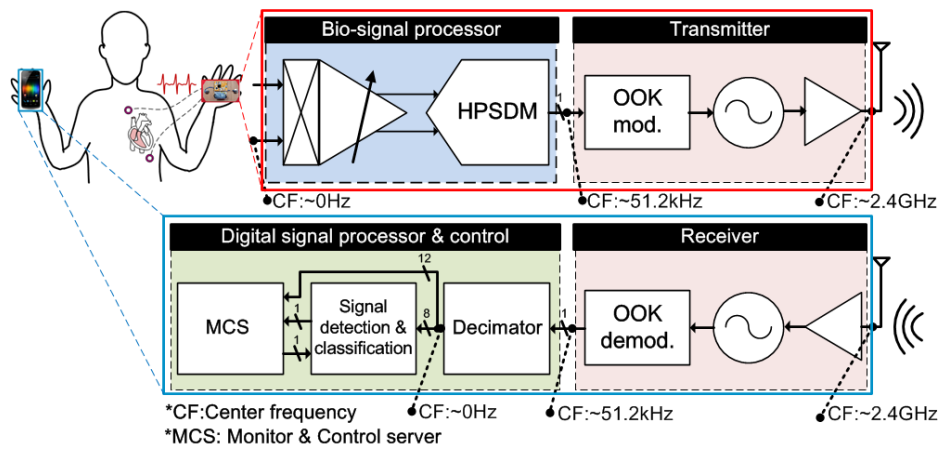 Bio-signal processor
Transmitter
HPSDM
1
OOK
mod.
CF:~0Hz
CF:~51.2kHz
CF:~2.4GHz
Digital signal processor & control
Receiver
12
MCS
1
1
Signal
detection &
classification
8
Decimator
1
OOK
demod.
CF:~0Hz
CF:~51.2kHz
CF:~2.4GHz
*CF:Center frequency
*MCS: Monitor & Control server